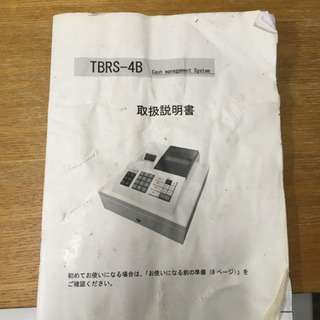 TBRS-4B Cash management System
取扱説明書
初めてお使いになる場合は、「お使いになる前の準備（8 ページ）」を
ご確認ください。